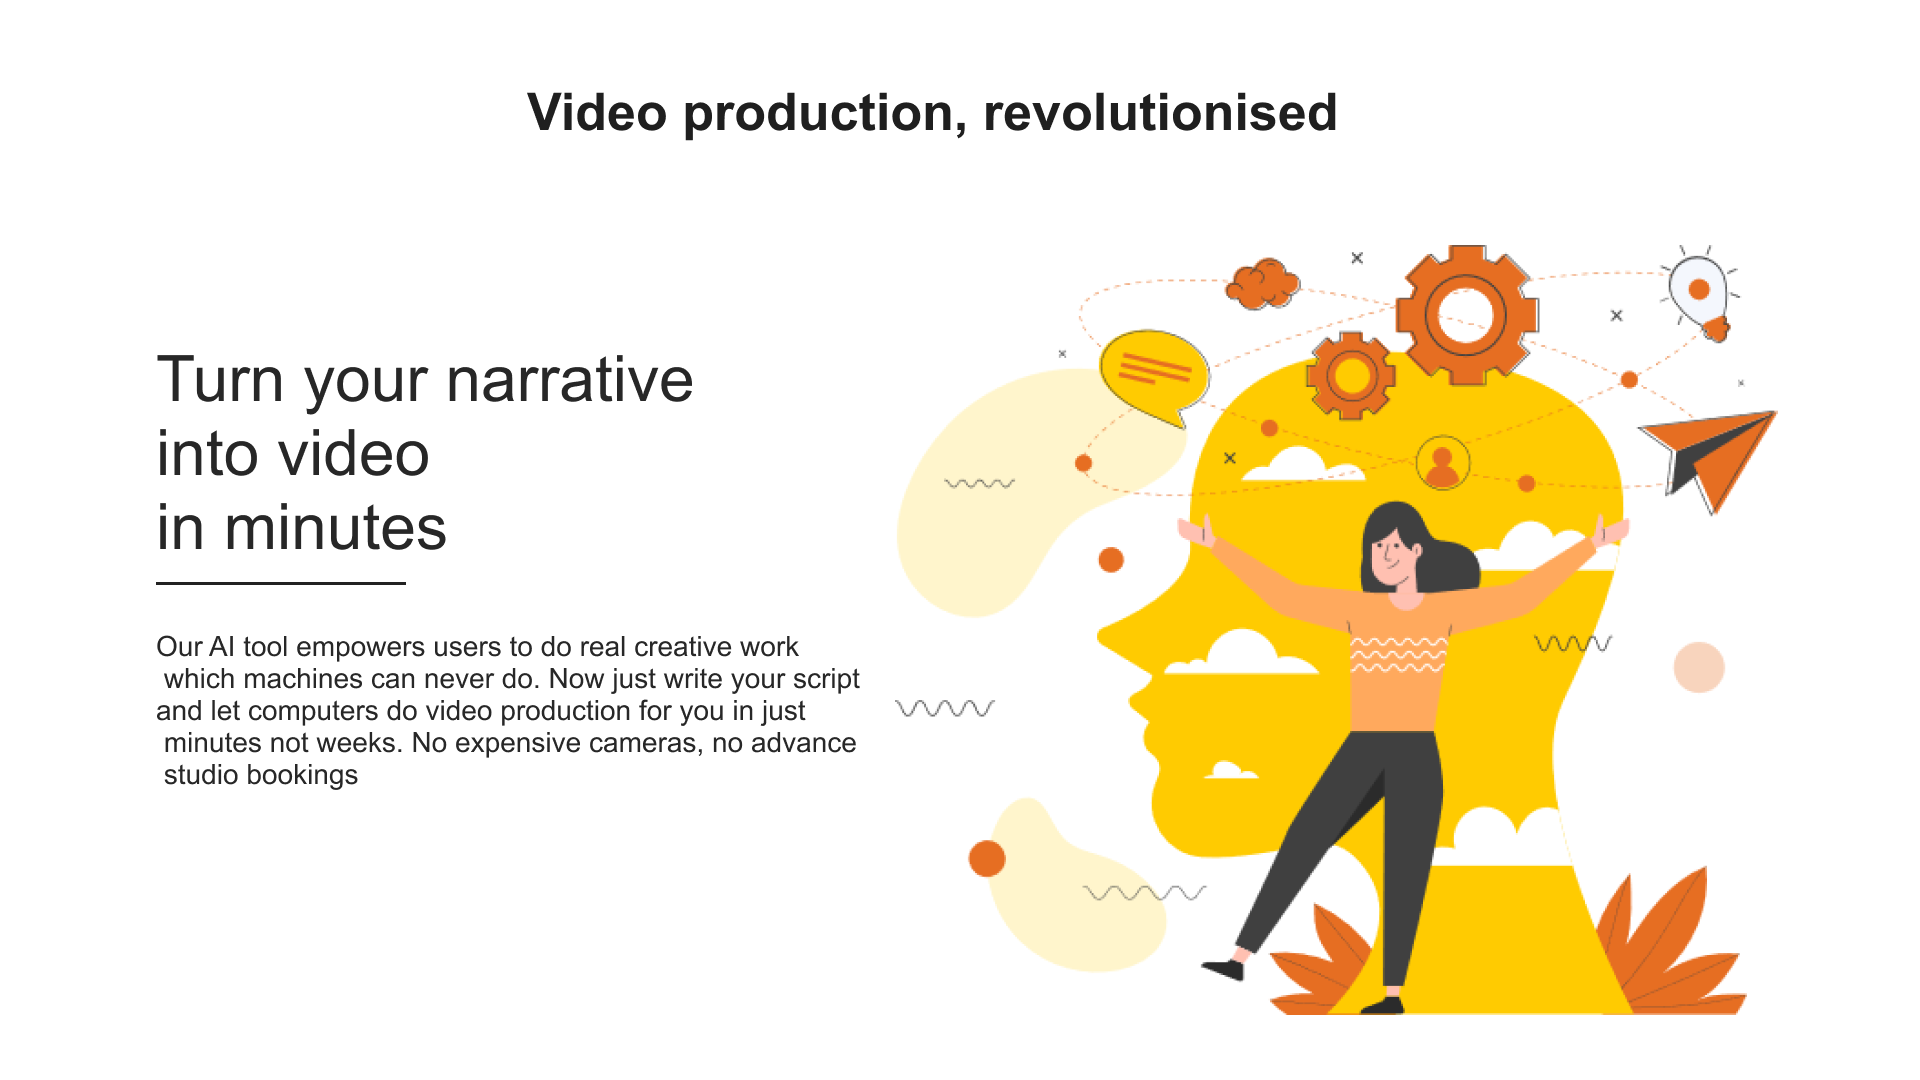 Video production, revolutionised
Turn your narrative
into video
in minutes
Our AI tool empowers users to do real creative work
which machines can never do. Now just write your script
and let computers do video production for you in just
minutes not weeks. No expensive cameras, no advance
studio bookings